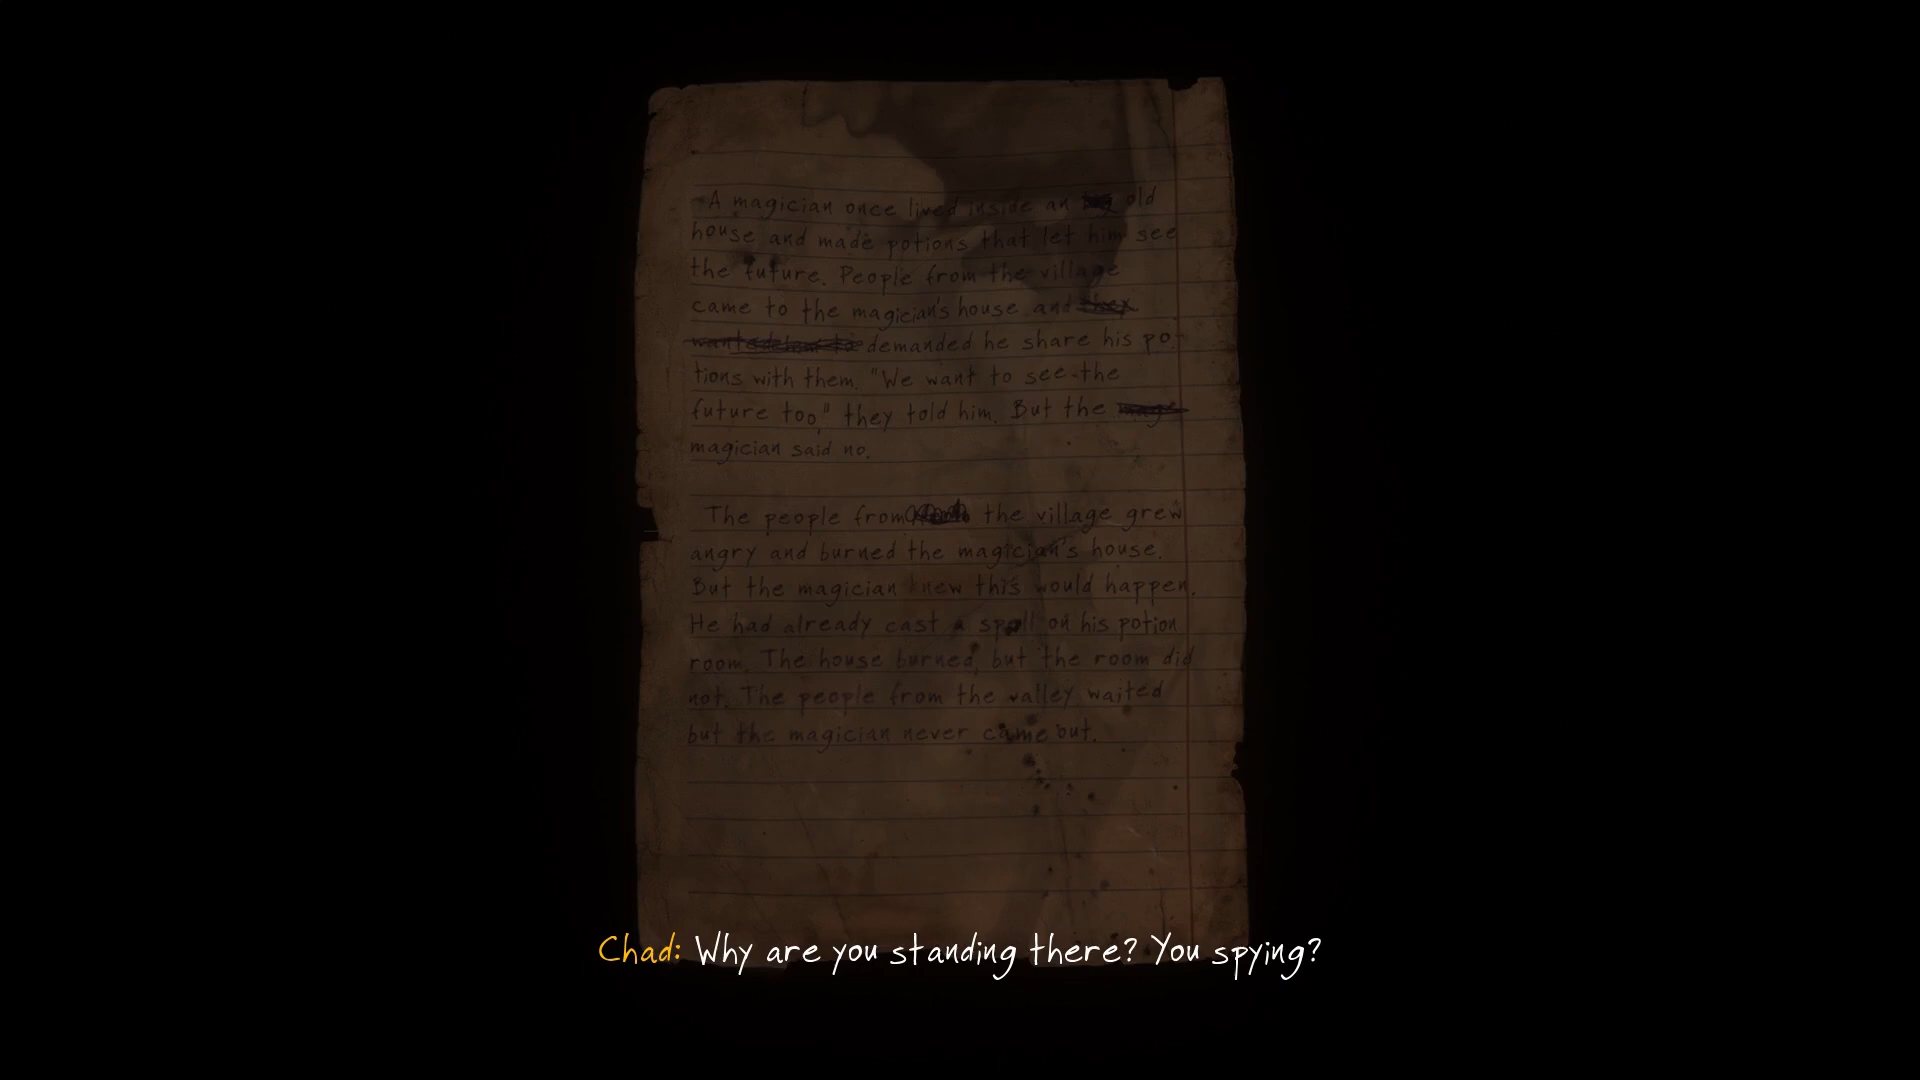 A magician once lived inside an old
house and made potions that let him see
the future. People from the village
came to the magician's house and they
demanded he share his po-
tions with them. "We want to see the
future too," they told him. But the mage
magician said no.
The people from the village grew
angry and burned the magician's house.
But the magician knew this would happen.
He had already cast a spell on his potion
room. The house burned, but the room did
not. The people from the valley waited
but the magician never came out.
Chad: Why are you standing there? You spying?